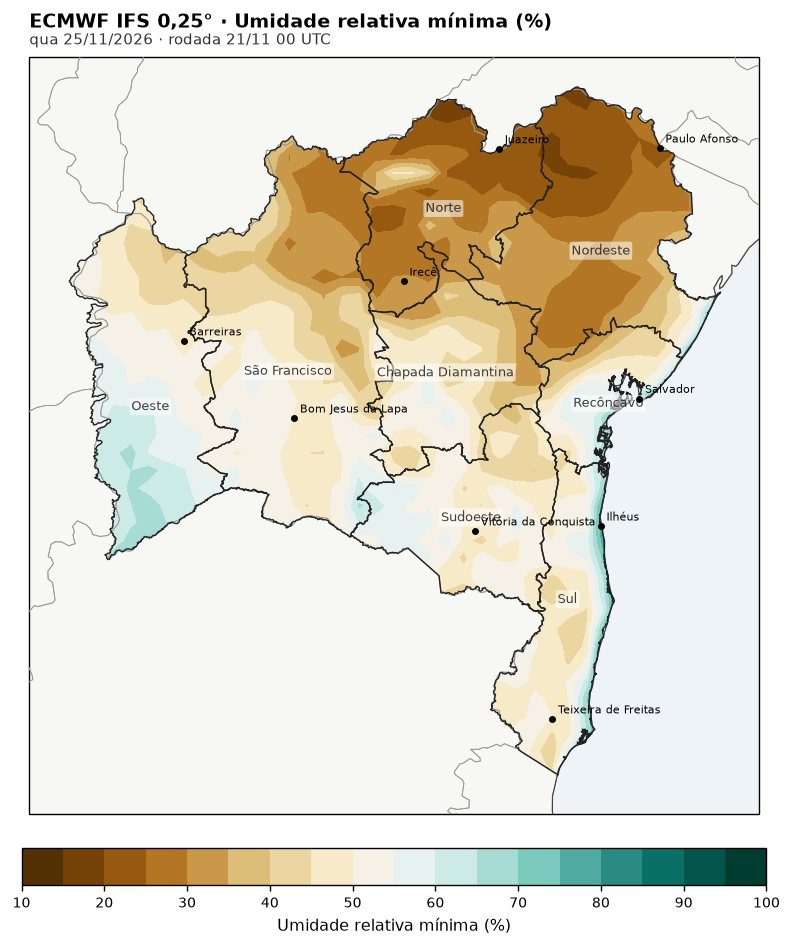 ECMWF IFS 0,25° · Umidade relativa mínima (%)
qua 25/11/2026 · rodada 21/11 00 UTC
Juazeiro
Paulo Afonso
Norte
Nordeste
Irecê
Barreiras
São Francisco
Chapada Diamantina
Salvador
Oeste
Recôncavo
Bom Jesus da Lapa
Sudoeste
Vitória da Conquista
Ilhéus
Sul
Teixeira de Freitas
10 20 30 40 50 60 70 80 90 100
Umidade relativa mínima (%)